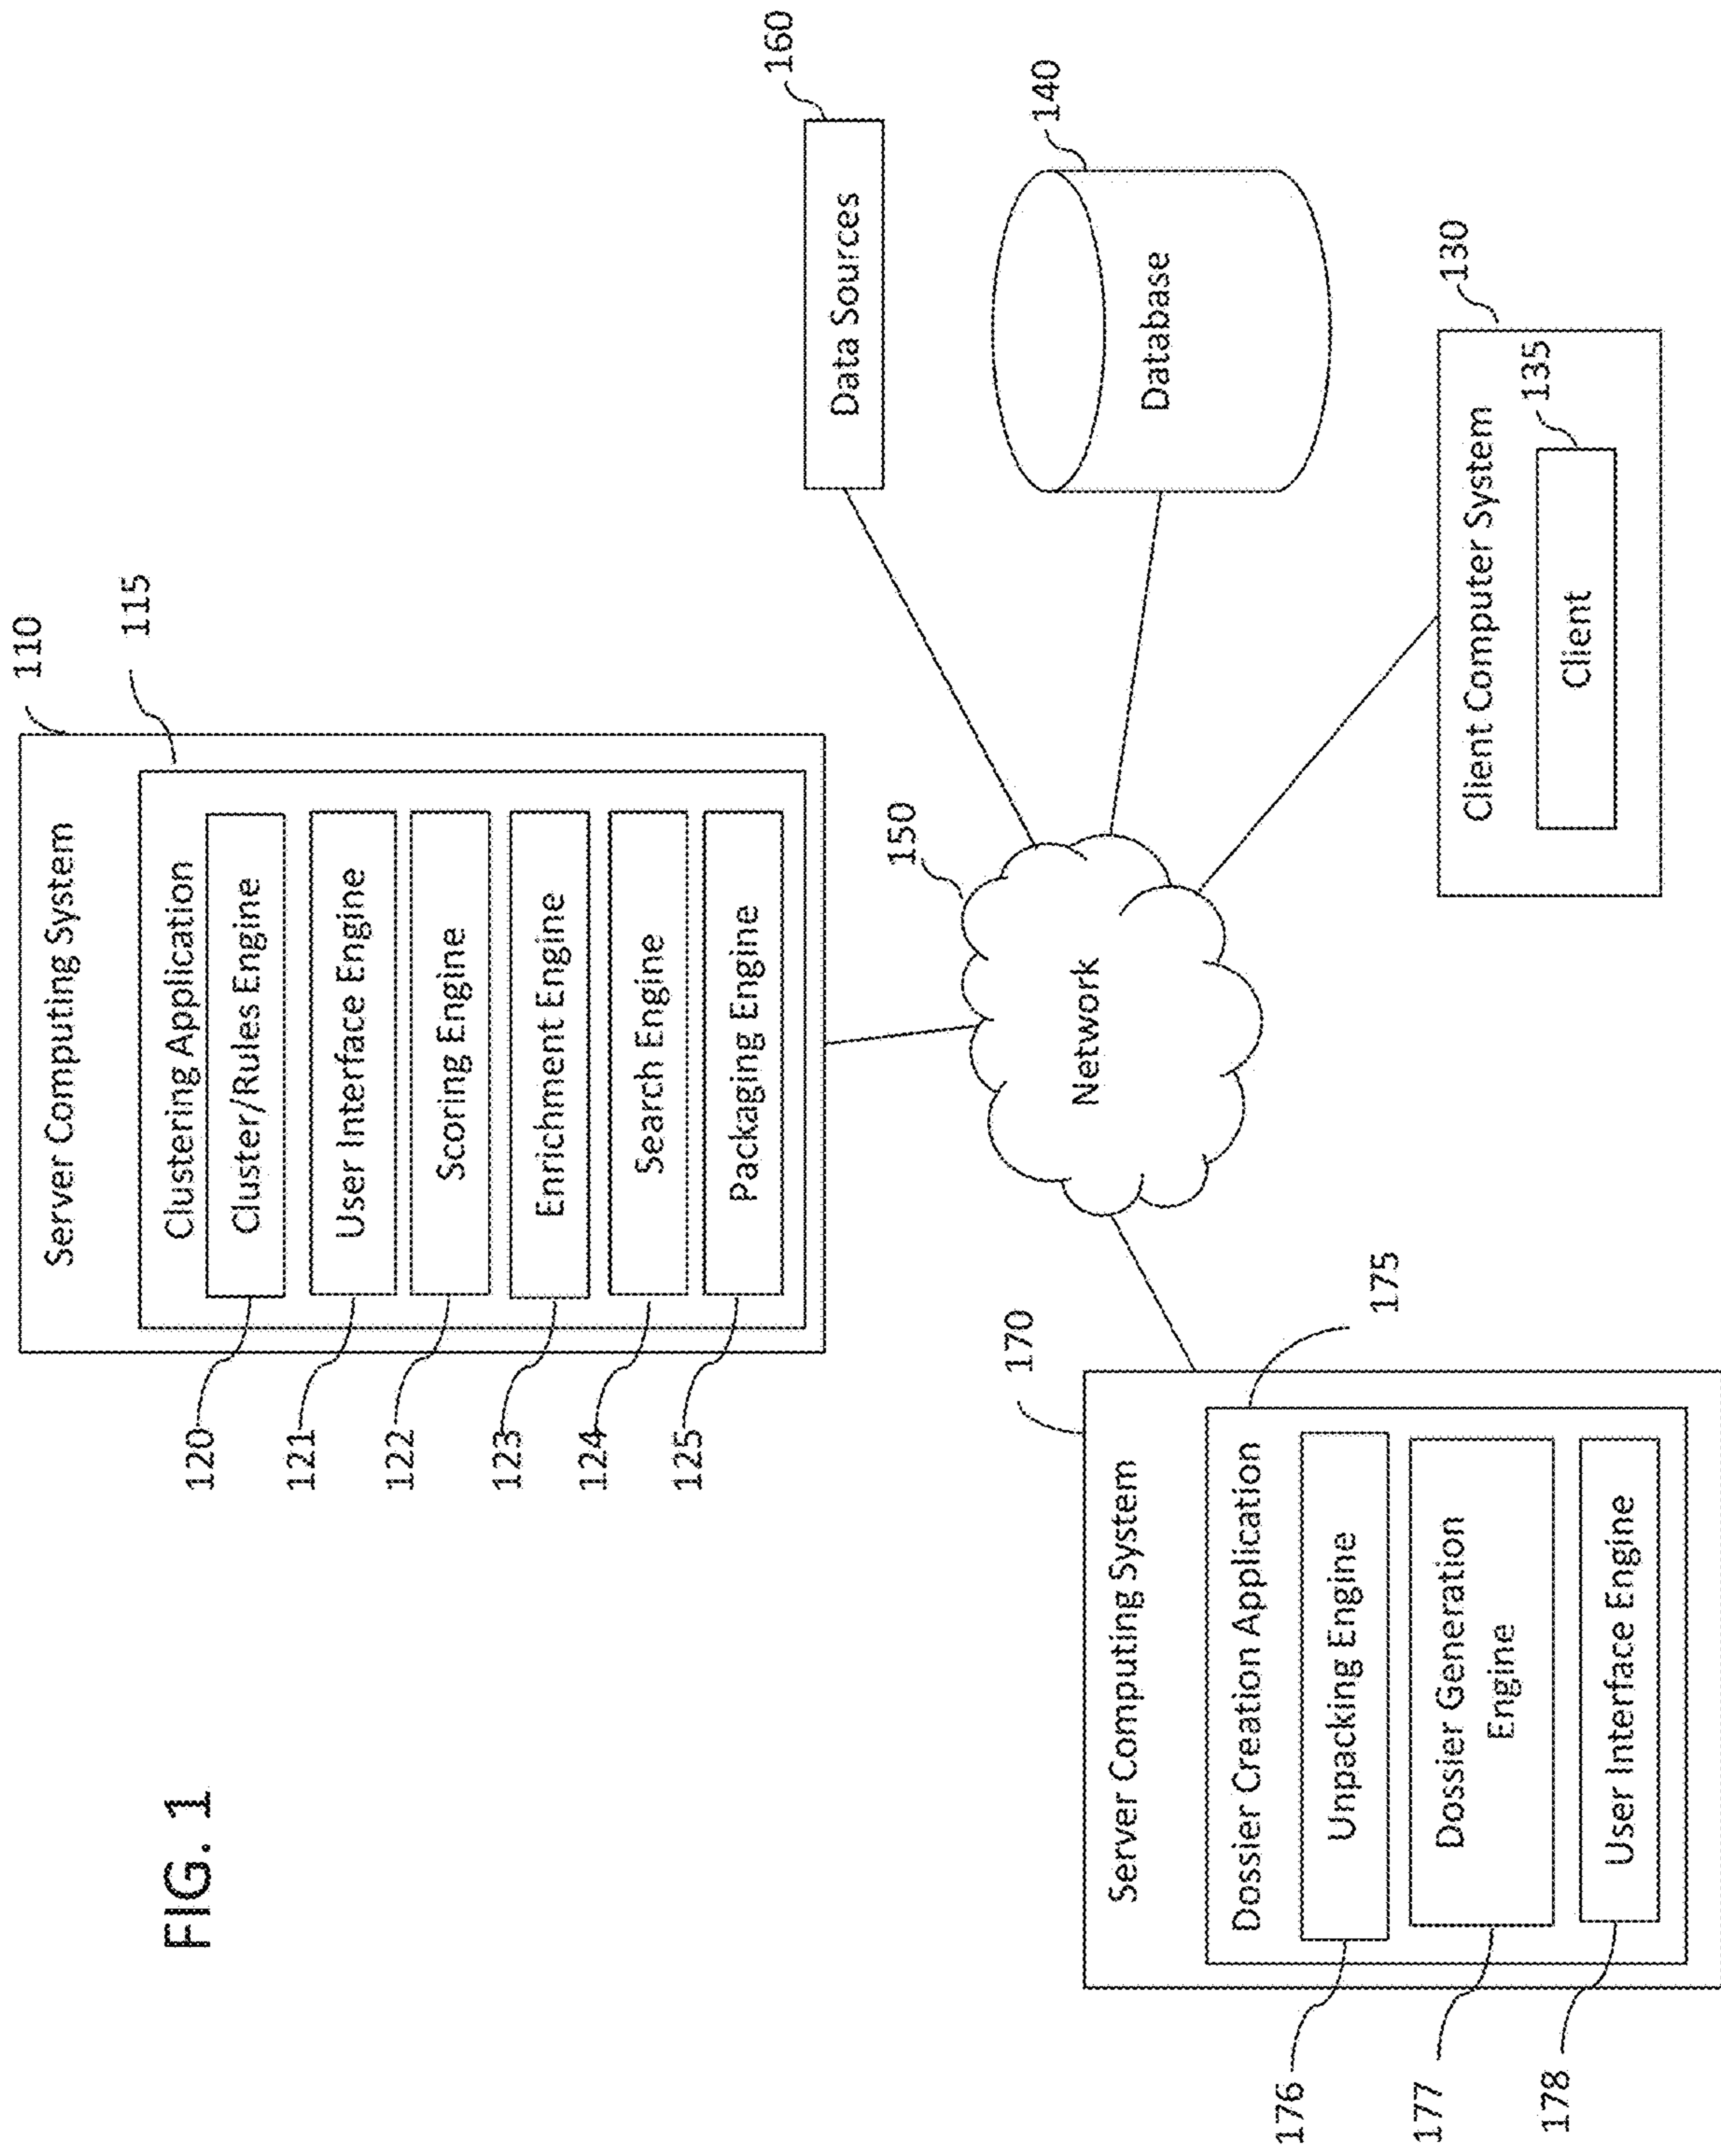 FIG. 1
Server Computing System
110
Clustering Application
115
Cluster/Rules Engine
120
User Interface Engine
121
Scoring Engine
122
Enrichment Engine
123
Search Engine
124
Packaging Engine
125
Data Sources
160
Network
150
Database
140
Server Computing System
170
Dossier Creation Application
175
Unpacking Engine
176
Dossier Generation
Engine
177
User Interface Engine
178
Client Computer System
130
Client
135